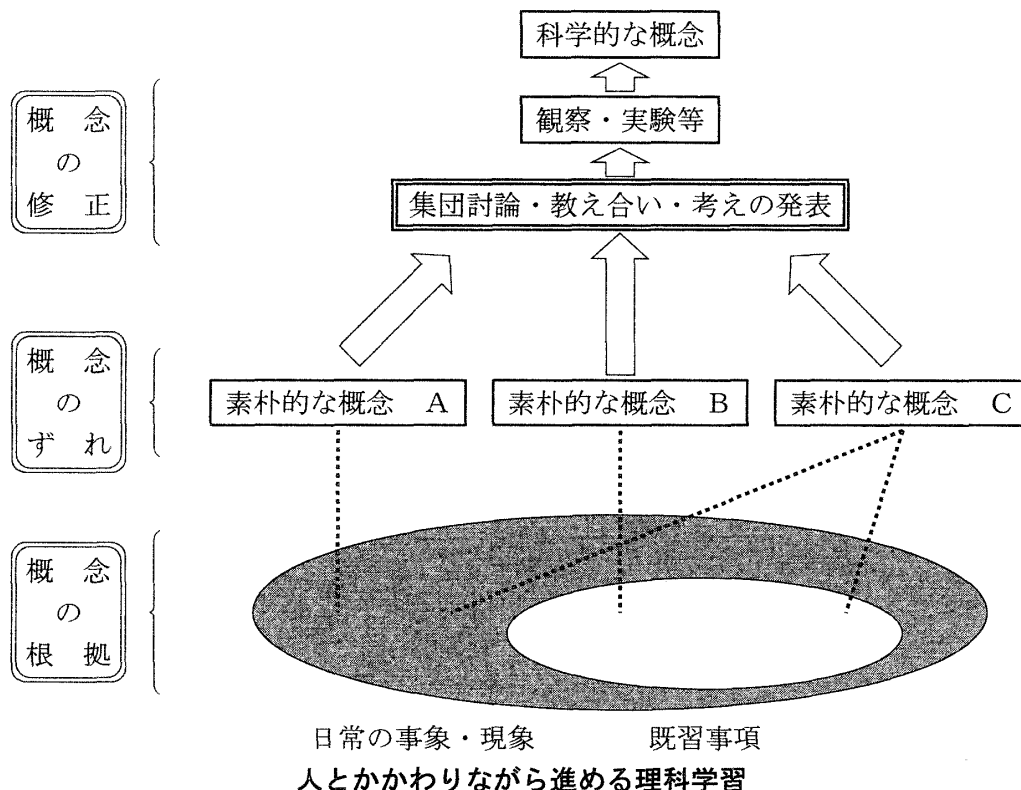 科学的な概念
観察・実験等
集団討論・教え合い・考えの発表
概　念
の
修　正
素朴的な概念　A
素朴的な概念　B
素朴的な概念　C
概　念
の
ず　れ
概　念
の
根　拠
日常の事象・現象
既習事項
人とかかわりながら進める理科学習